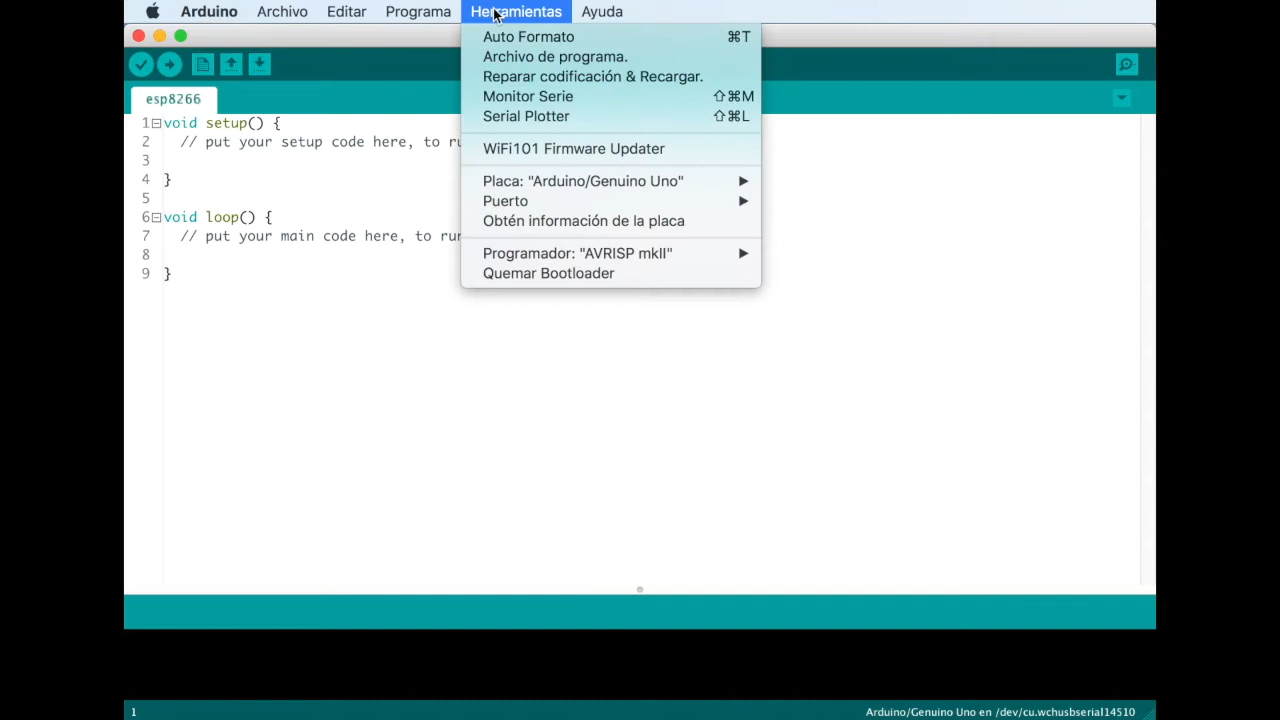 Arduino Archivo Editar Programa Herramientas Ayuda
Auto Formato ⌘T
Archivo de programa.
Reparar codificación & Recargar.
Monitor Serie ⇧⌘M
Serial Plotter ⇧⌘L
WiFi101 Firmware Updater
Placa: "Arduino/Genuino Uno"
Puerto
Obtén información de la placa
Programador: "AVRISP mkII"
Quemar Bootloader
esp8266
1 void setup() {
2 // put your setup code here, to
3
4 }
5
6 void loop() {
7 // put your main code here, to
8
9 }
1 Arduino/Genuino Uno en /dev/cu.wchusbserial14510